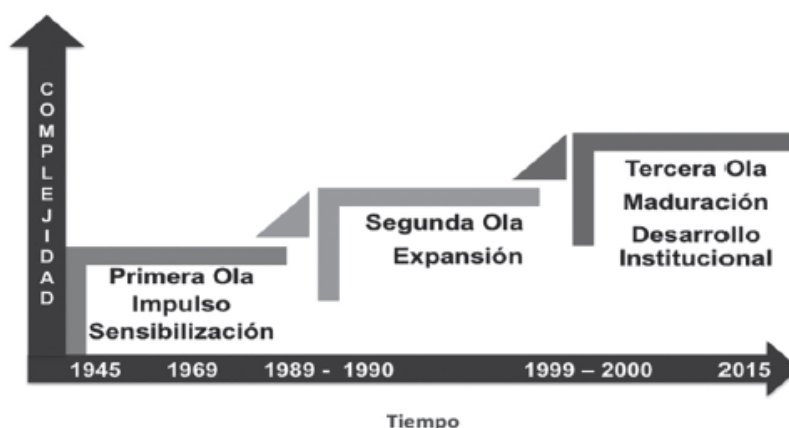 COMPLEJIDAD
Primera Ola
Impulso
Sensibilización
Segunda Ola
Expansión
Tercera Ola
Maduración
Desarrollo
Institucional
1945 1969 1989 - 1990 1999 – 2000 2015
Tiempo